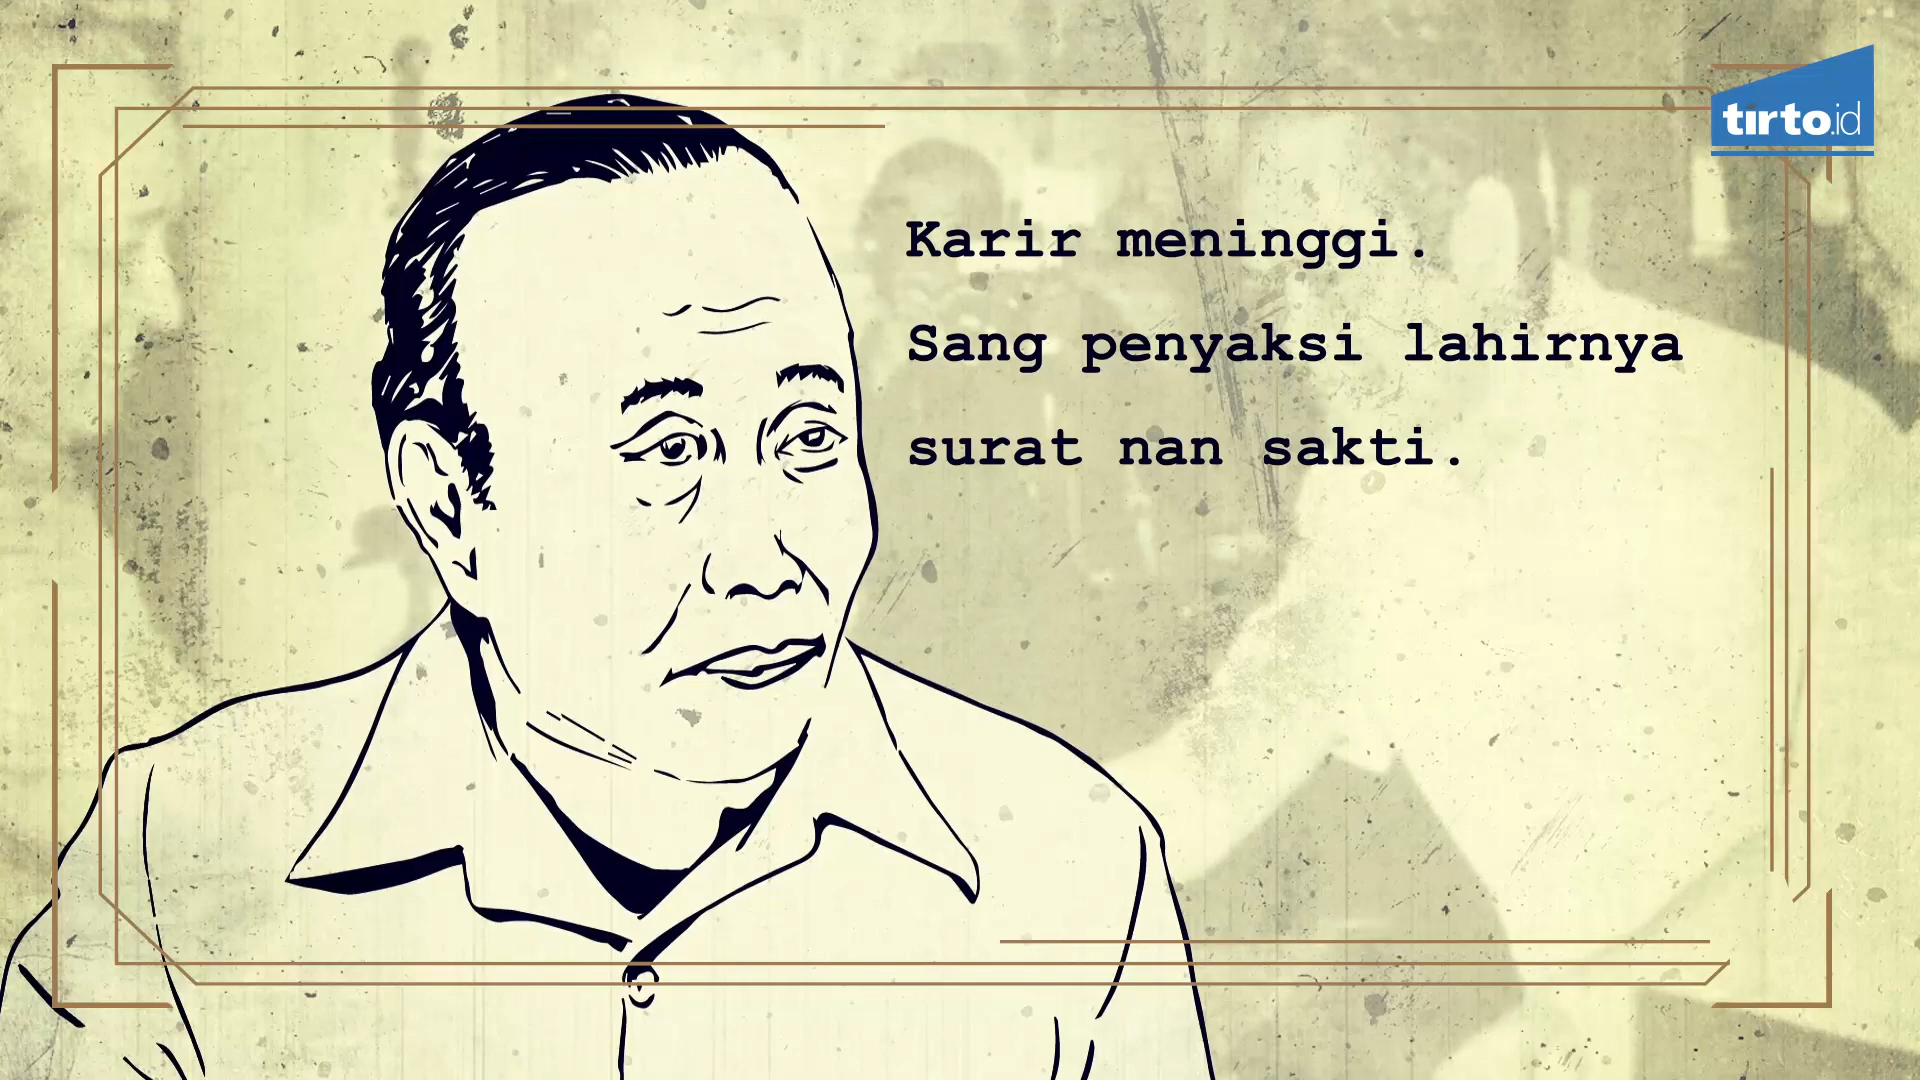 tirto.id
Karir meninggi.
Sang penyaksi lahirnya
surat nan sakti.